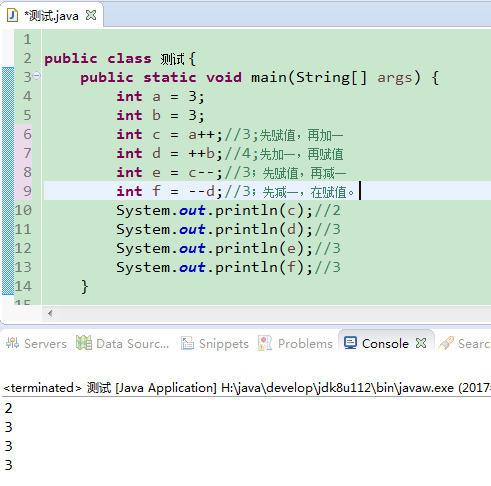 *测试.java
1
2 public class 测试{
3 public static void main(String[] args) {
4 int a = 3;
5 int b = 3;
6 int c = a++;//3;先赋值，再加一
7 int d = ++b;//4;先加一，再赋值
8 int e = c--;//3；先赋值，再减一
9 int f = --d;//3；先减一，在赋值。
10 System.out.println(c);//2
11 System.out.println(d);//3
12 System.out.println(e);//3
13 System.out.println(f);//3
14 }
15
Servers Data Sourc... Snippets Problems Console Searc
<terminated> 测试 [Java Application] H:\java\develop\jdk8u112\bin\javaw.exe (2017
2
3
3
3